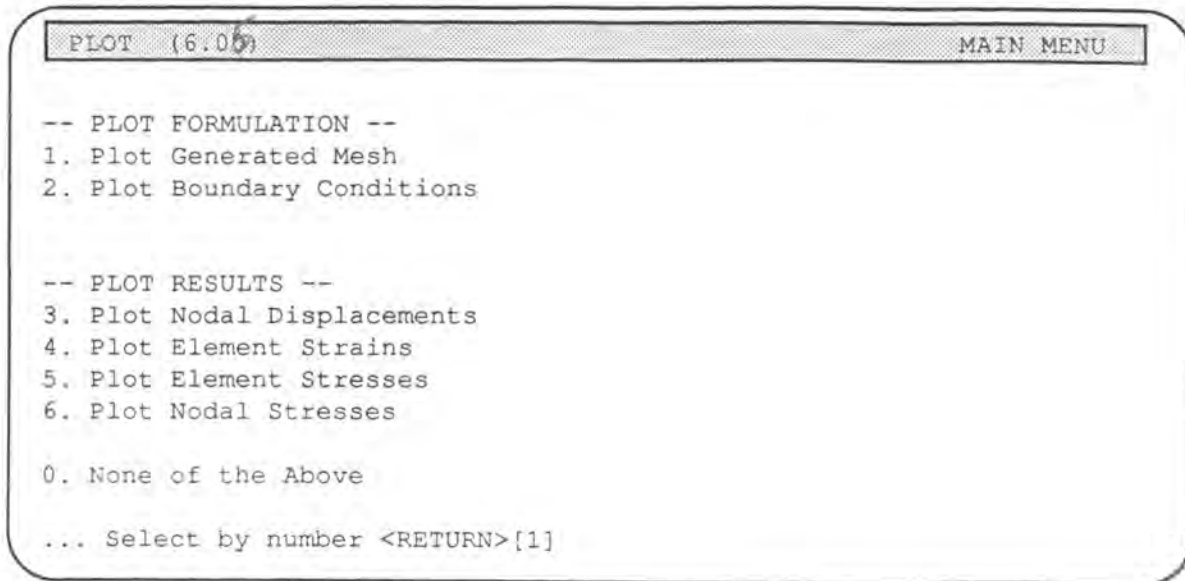 PLOT (6.05) MAIN MENU
-- PLOT FORMULATION --
1. Plot Generated Mesh
2. Plot Boundary Conditions
-- PLOT RESULTS --
3. Plot Nodal Displacements
4. Plot Element Strains
5. Plot Element Stresses
6. Plot Nodal Stresses
0. None of the Above
... Select by number <RETURN>[1]